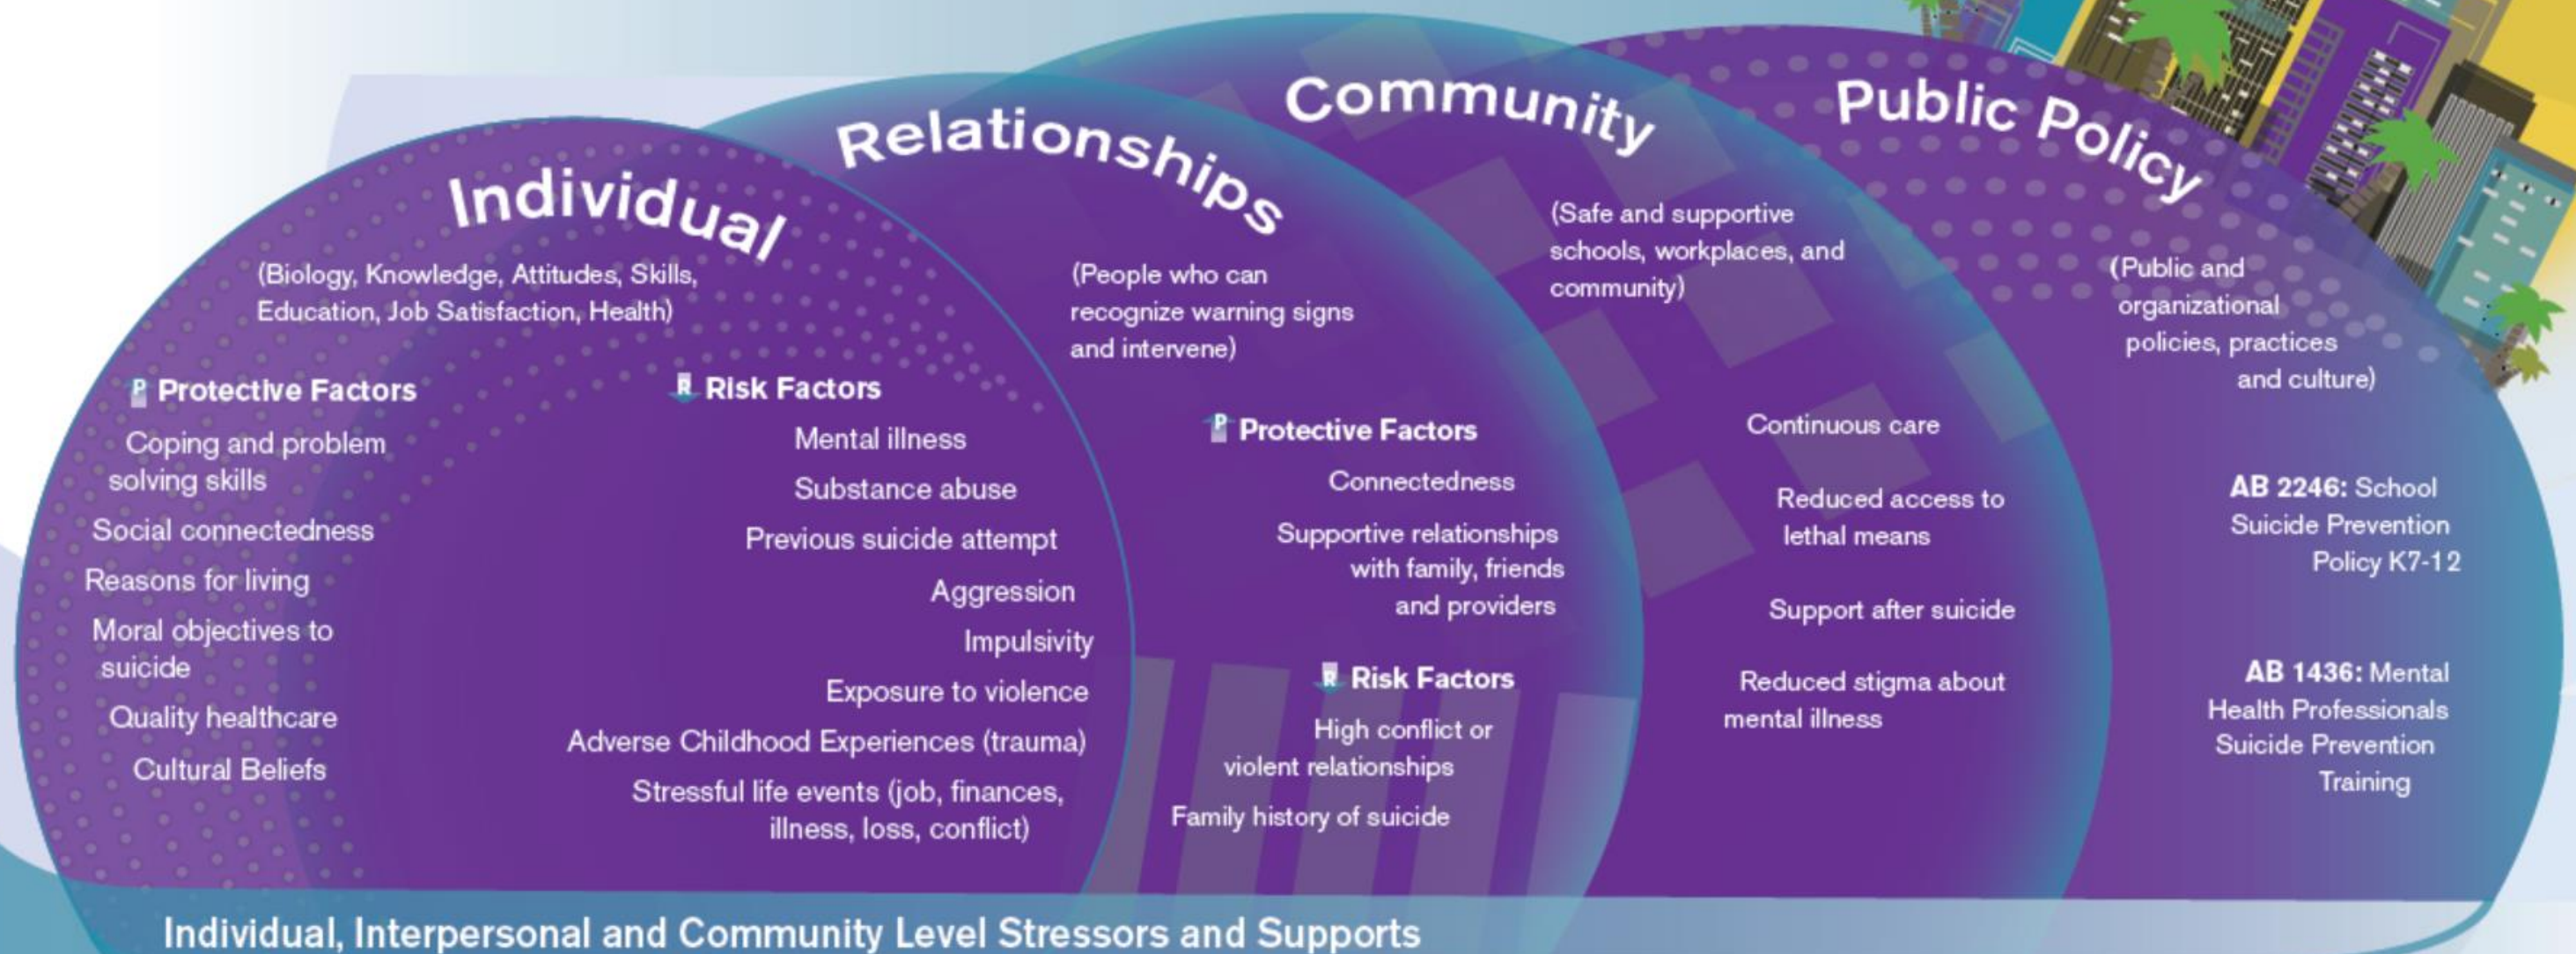 Individual
(Biology, Knowledge, Attitudes, Skills,
Education, Job Satisfaction, Health)
P Protective Factors
Coping and problem
solving skills
Social connectedness
Reasons for living
Moral objectives to
suicide
Quality healthcare
Cultural Beliefs
R Risk Factors
Mental illness
Substance abuse
Previous suicide attempt
Aggression
Impulsivity
Exposure to violence
Adverse Childhood Experiences (trauma)
Stressful life events (job, finances,
illness, loss, conflict)
Relationships
(People who can
recognize warning signs
and intervene)
P Protective Factors
Connectedness
Supportive relationships
with family, friends
and providers
R Risk Factors
High conflict or
violent relationships
Family history of suicide
Community
(Safe and supportive
schools, workplaces, and
community)
Continuous care
Reduced access to
lethal means
Support after suicide
Reduced stigma about
mental illness
Public Policy
(Public and
organizational
policies, practices
and culture)
AB 2246: School
Suicide Prevention
Policy K7-12
AB 1436: Mental
Health Professionals
Suicide Prevention
Training
Individual, Interpersonal and Community Level Stressors and Supports